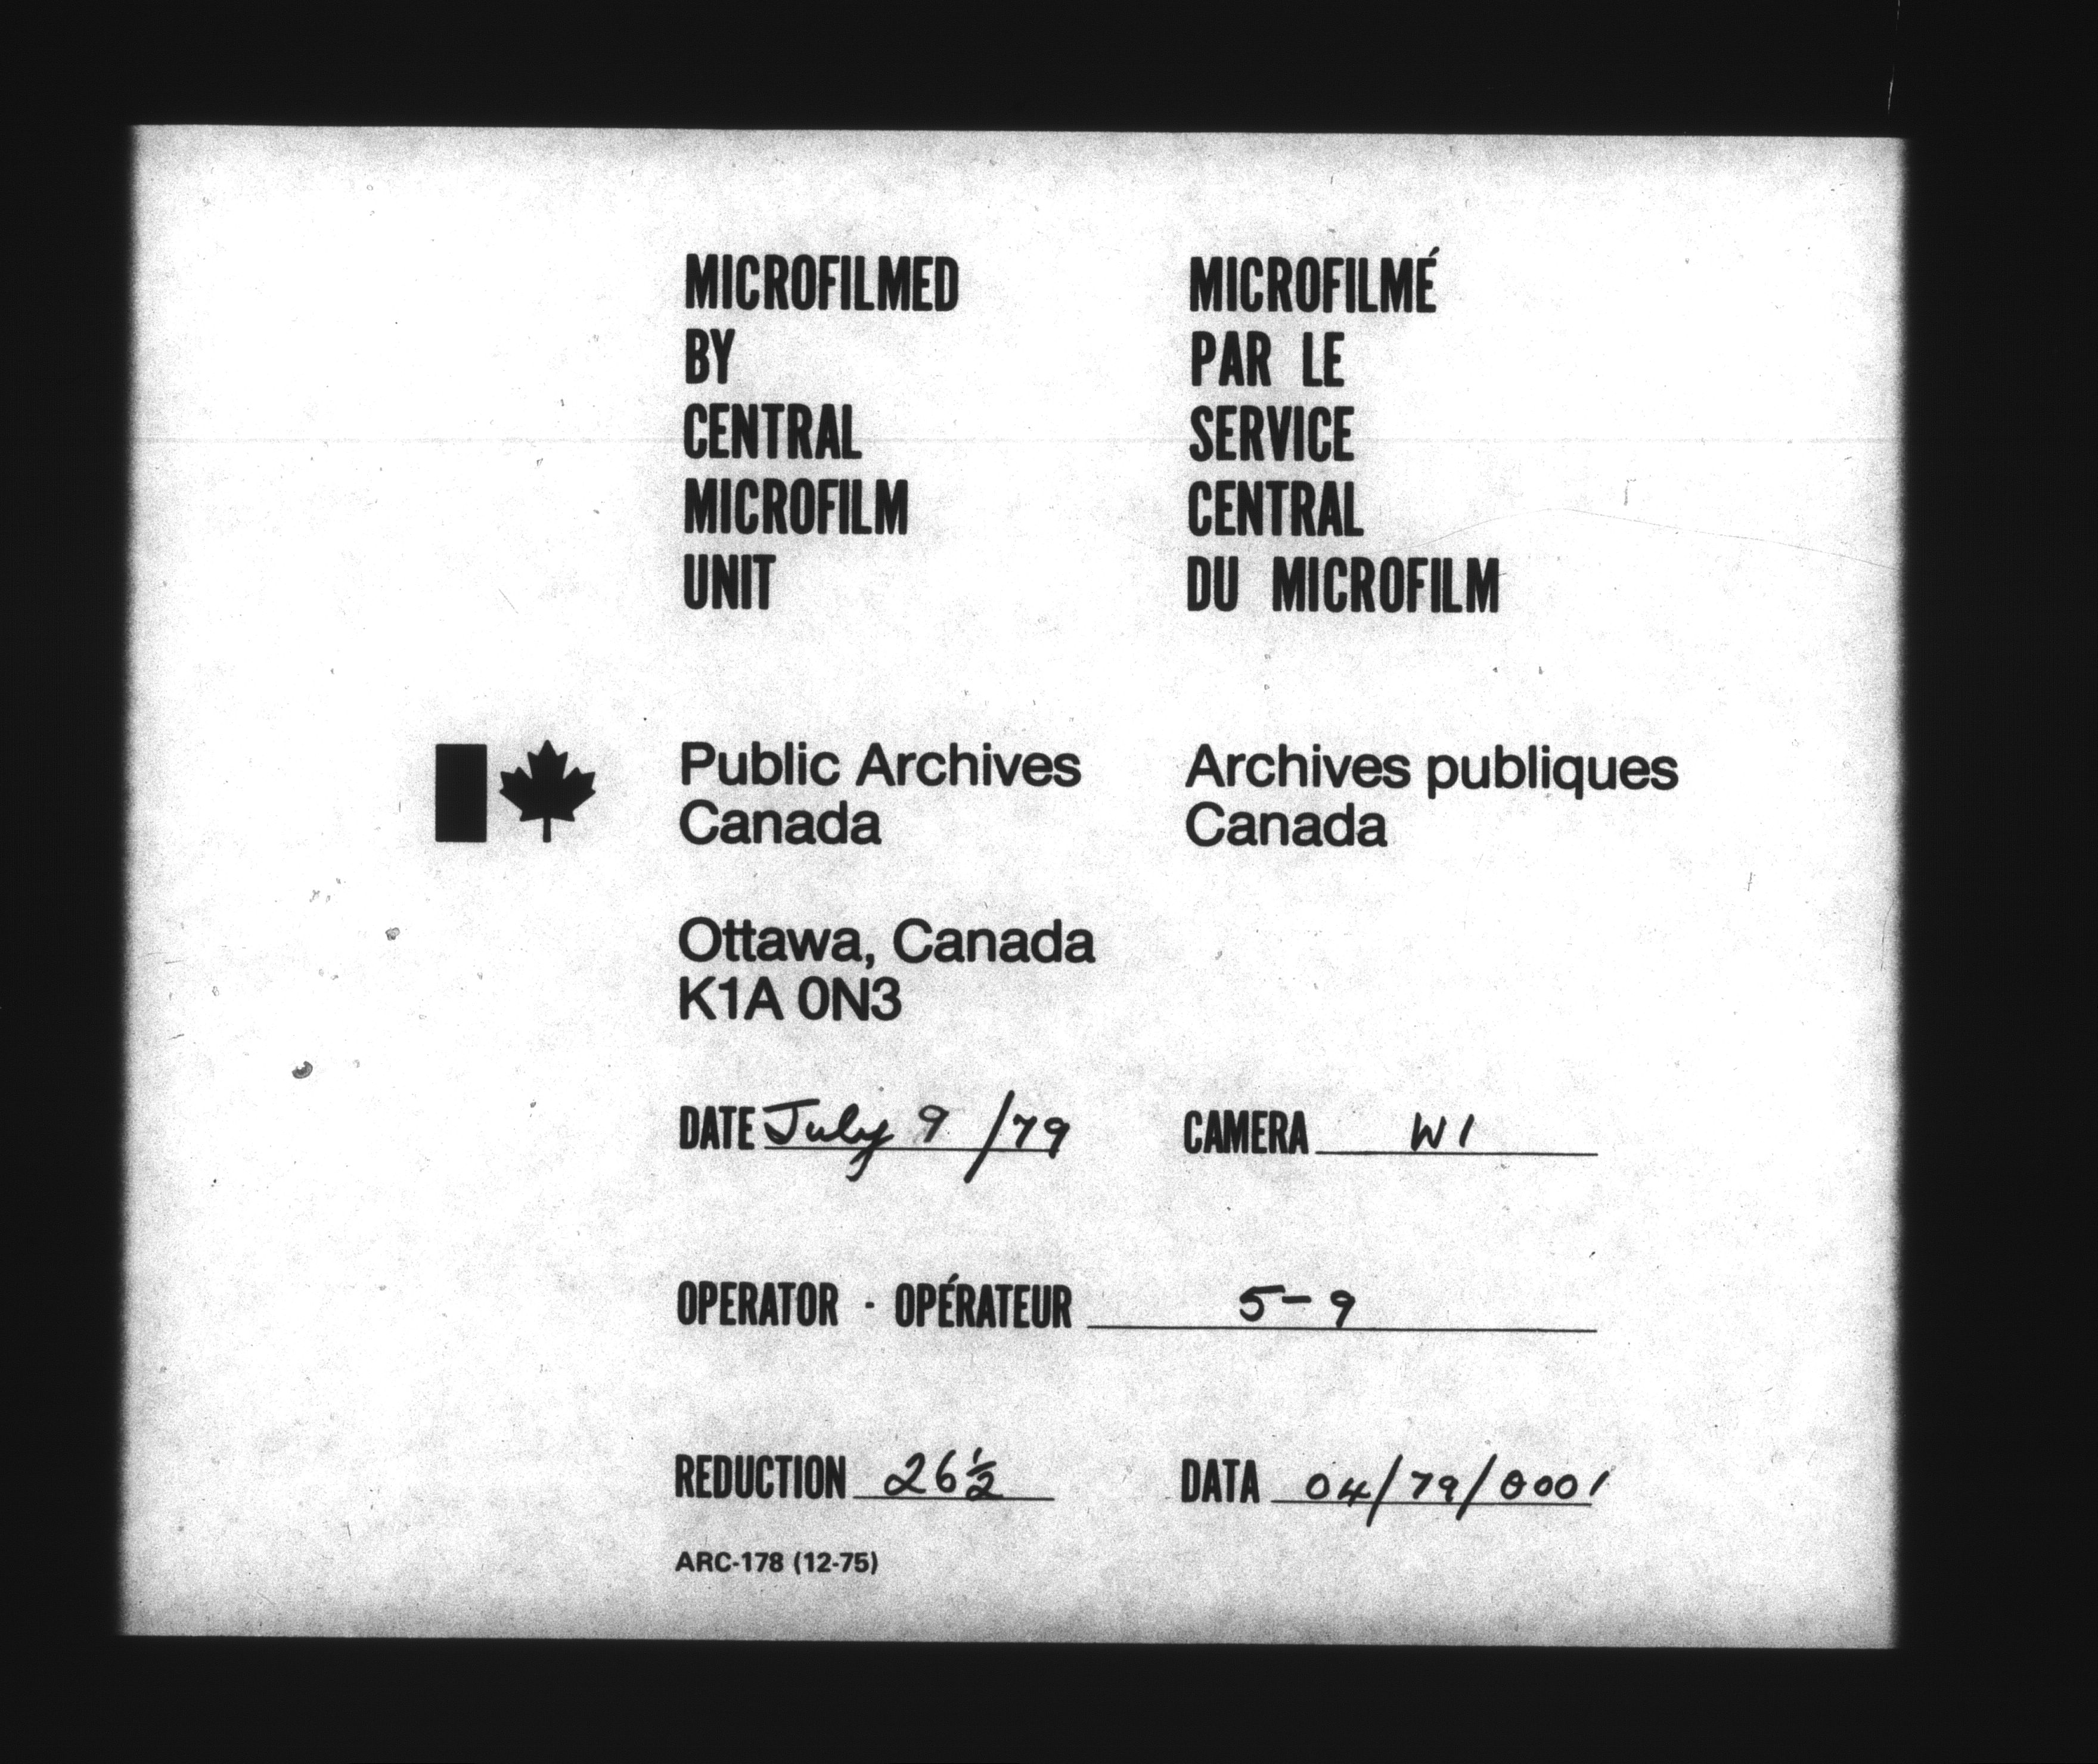 MICROFILMED
BY
CENTRAL
MICROFILM
UNIT
MICROFILMÉ
PAR LE
SERVICE
CENTRAL
DU MICROFILM
Public Archives
Canada
Archives publiques
Canada
Ottawa, Canada
K1A 0N3
DATE July 9 /79
CAMERA W1
OPERATOR - OPÉRATEUR 5-9
REDUCTION 26½
DATA 04/79/0001
ARC-178 (12-75)